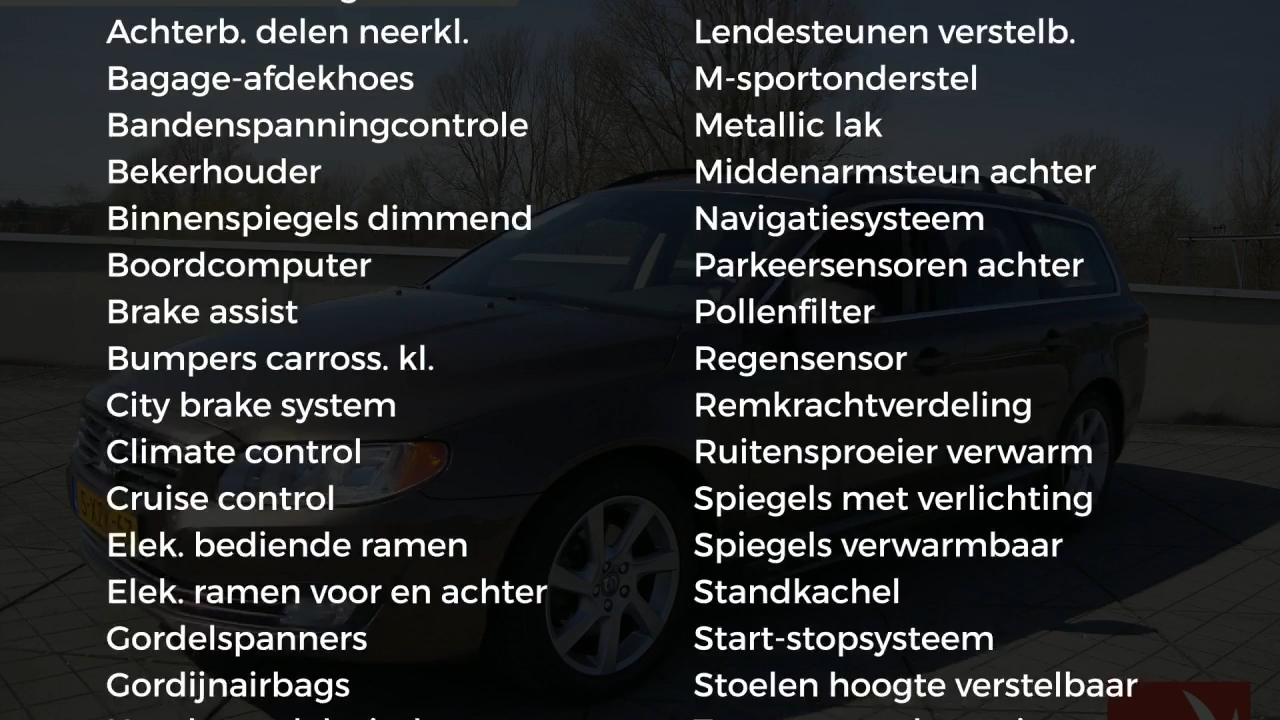 Achterb. delen neerkl.
Bagage-afdekhoes
Bandenspanningcontrole
Bekerhouder
Binnenspiegels dimmend
Boordcomputer
Brake assist
Bumpers carross. kl.
City brake system
Climate control
Cruise control
Elek. bediende ramen
Elek. ramen voor en achter
Gordelspanners
Gordijnairbags
Lendesteunen verstelb.
M-sportonderstel
Metallic lak
Middenarmsteun achter
Navigatiesysteem
Parkeersensoren achter
Pollenfilter
Regensensor
Remkrachtverdeling
Ruitensproeier verwarm
Spiegels met verlichting
Spiegels verwarmbaar
Standkachel
Start-stopsysteem
Stoelen hoogte verstelbaar